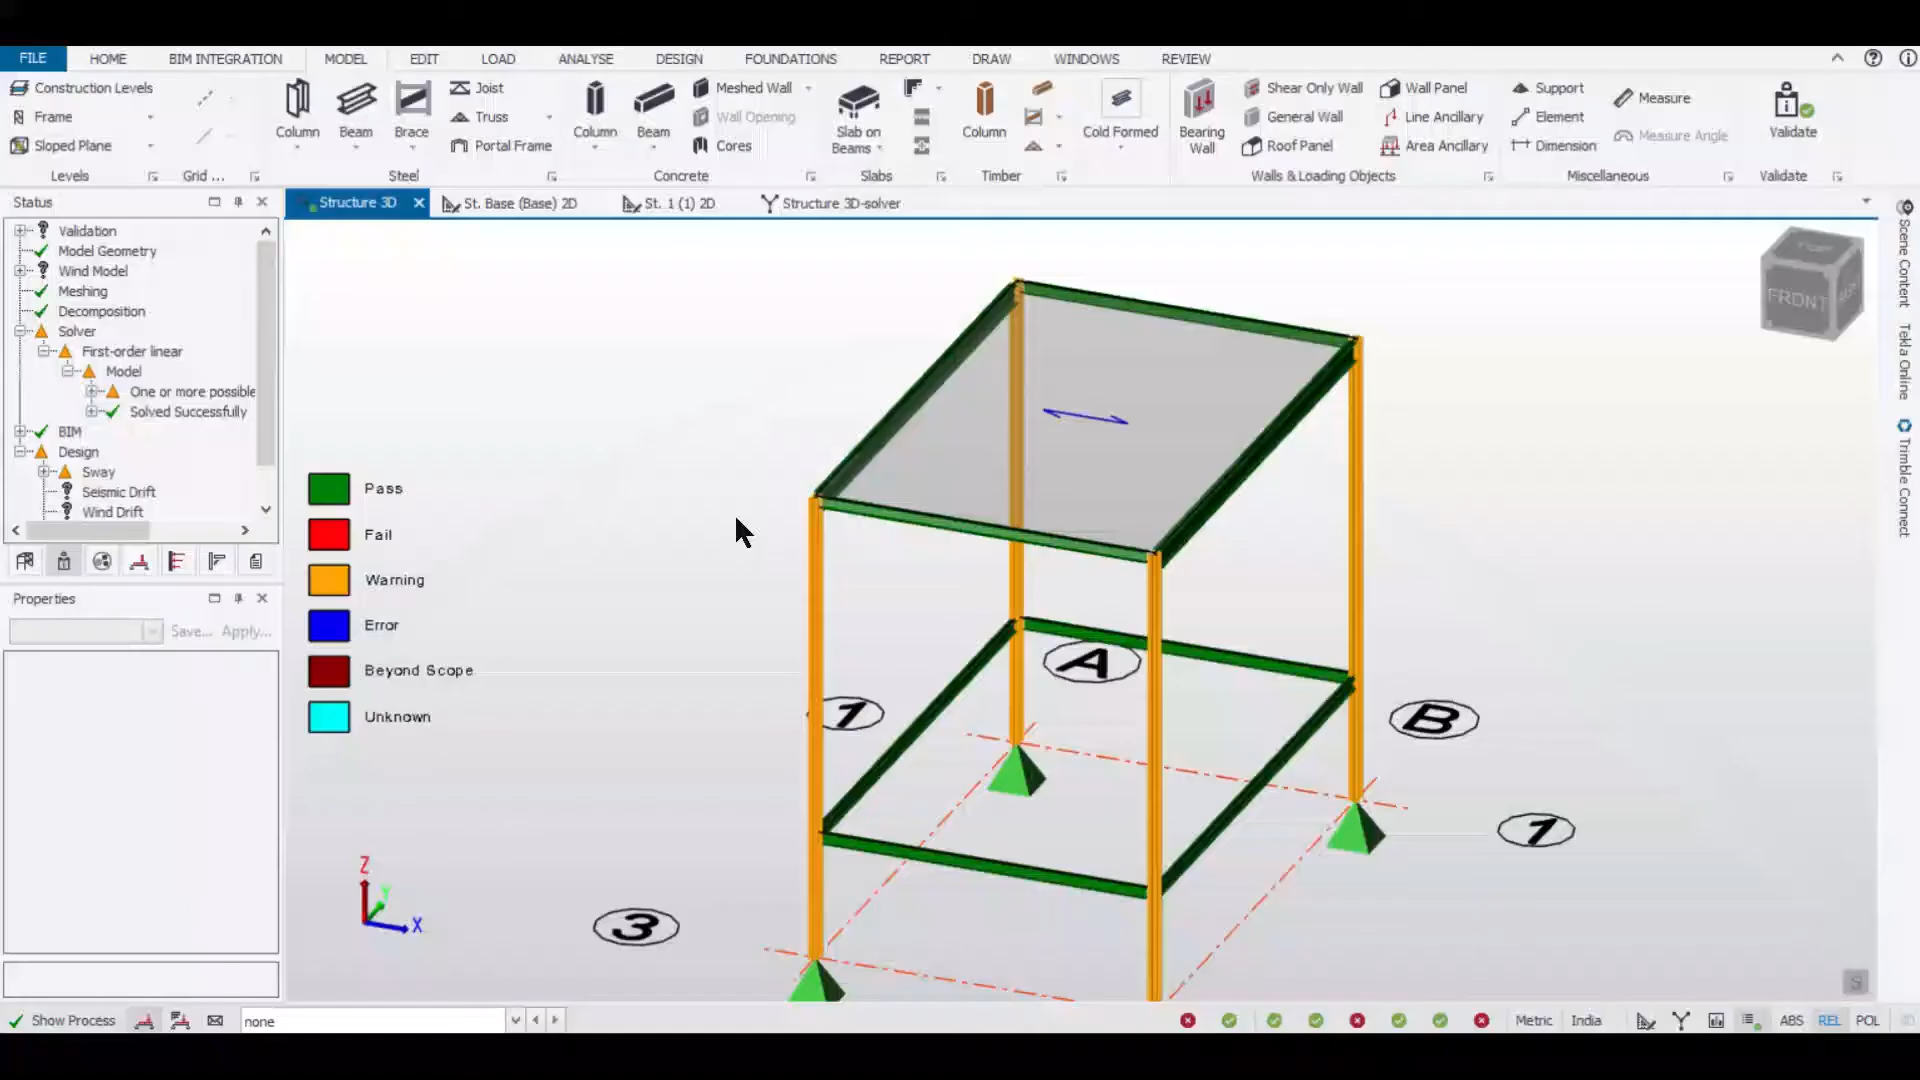 FILE HOME BIM INTEGRATION MODEL EDIT LOAD ANALYSE DESIGN FOUNDATIONS REPORT DRAW WINDOWS REVIEW
Construction Levels
Frame
Sloped Plane
Levels
Grid ...
Column
Beam
Brace
Joist
Truss
Portal Frame
Steel
Column
Beam
Meshed Wall
Wall Opening
Cores
Concrete
Slab on
Beams
Slabs
Column
Timber
Cold Formed
Bearing
Wall
Shear Only Wall
General Wall
Roof Panel
Wall Panel
Line Ancillary
Area Ancillary
Walls & Loading Objects
Support
Element
Dimension
Measure
Measure Angle
Miscellaneous
Validate
Validate
Status
Validation
Model Geometry
Wind Model
Meshing
Decomposition
Solver
First-order linear
Model
One or more possible
Solved Successfully
BIM
Design
Sway
Seismic Drift
Wind Drift
Properties
Save... Apply...
Structure 3D
St. Base (Base) 2D
St. 1 (1) 2D
Structure 3D-solver
Pass
Fail
Warning
Error
Beyond Scope
Unknown
A
1
B
1
3
Z
Y
X
FRONT
TOP
S
Scene Content
Tekla Online
Trimble Connect
Show Process
none
Metric India
ABS REL POL